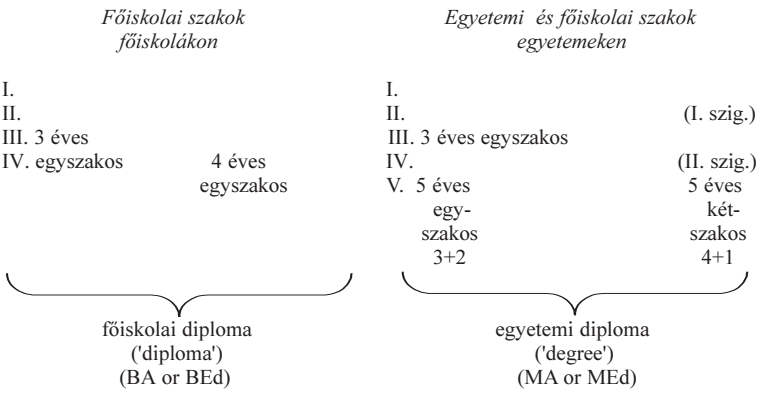 Főiskolai szakok
főiskolákon
I.
II.
III. 3 éves
IV. egyszakos 4 éves
egyszakos
főiskolai diploma
('diploma')
(BA or BEd)
Egyetemi és főiskolai szakok
egyetemeken
I.
II. (I. szig.)
III. 3 éves egyszakos
IV. (II. szig.)
V. 5 éves 5 éves
egy- két-
szakos szakos
3+2 4+1
egyetemi diploma
('degree')
(MA or MEd)